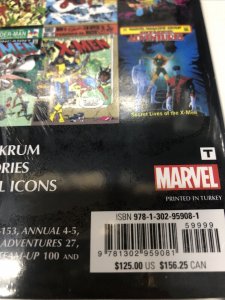 SPIDER-MAN
X-MEN
Secret Lives of the X-Men
KRUM
ORIES
L ICONS
T
MARVEL
PRINTED IN TURKEY
-153, ANNUAL 4-5,
ADVENTURES 27,
TEAM-UP 100 AND
ISBN 978-1-302-95908-1
59999
9 781302 959081
$125.00 US $156.25 CAN